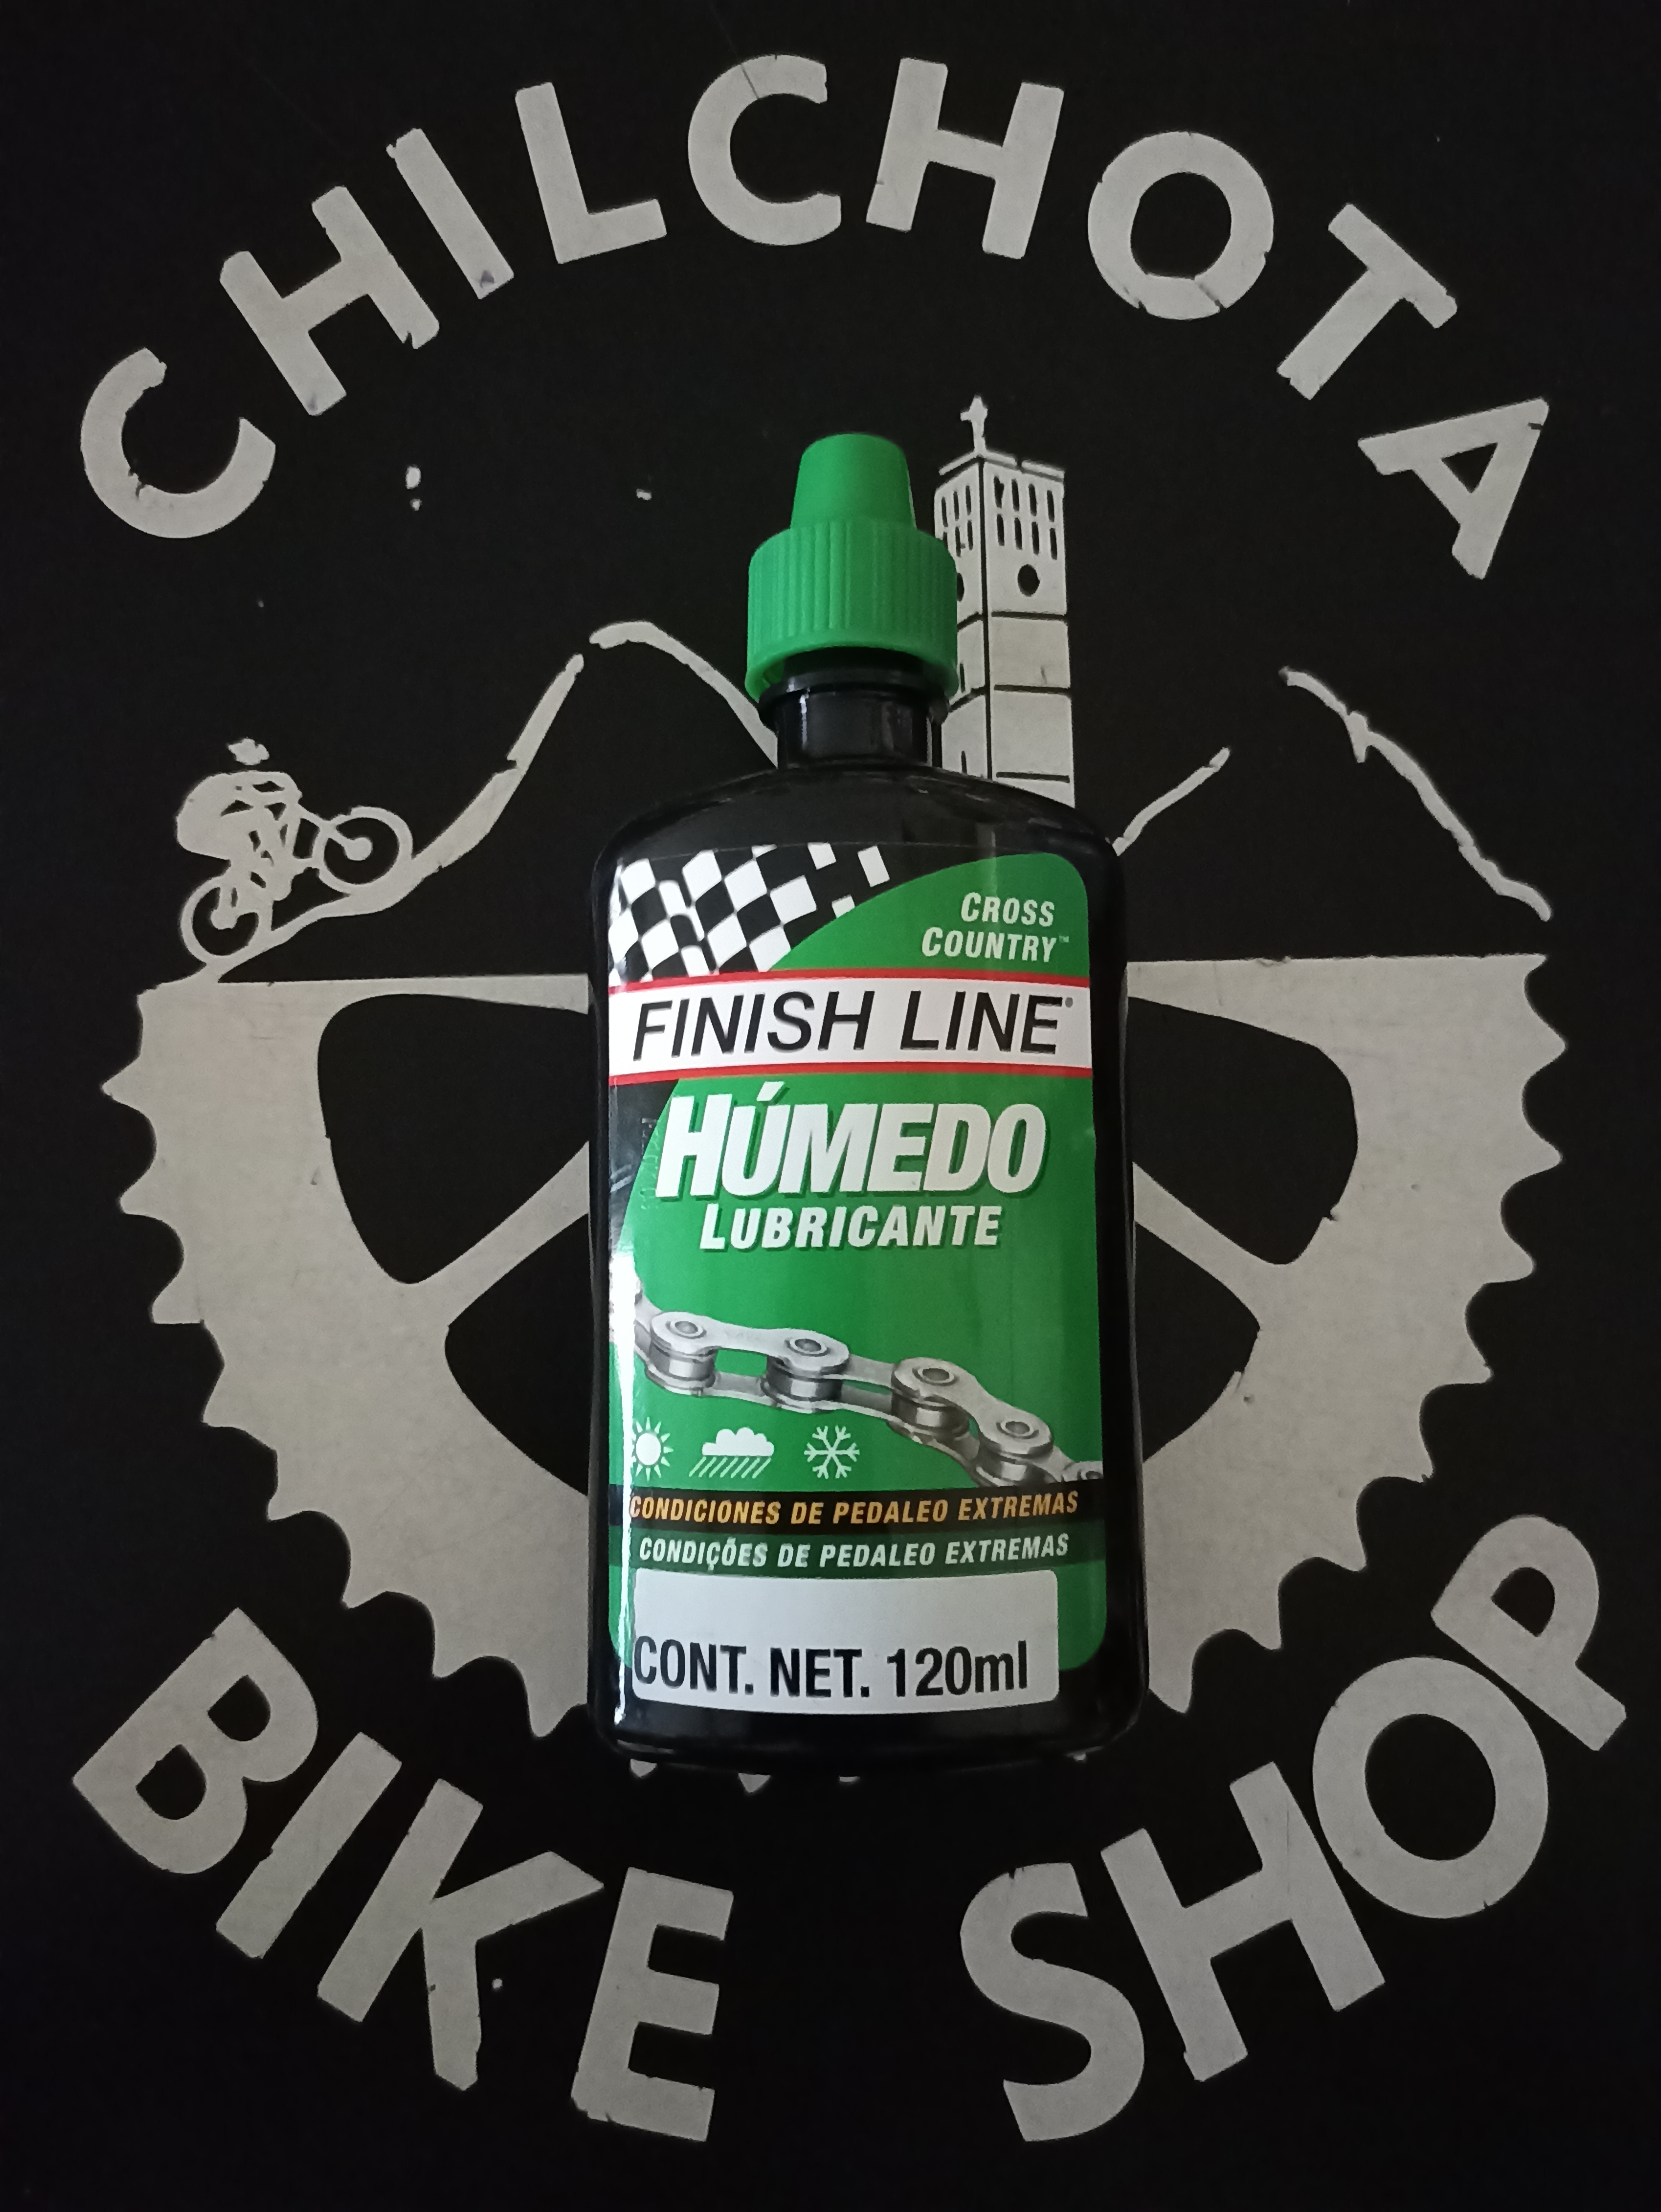 CHILCHOTA
CROSS
COUNTRY™
FINISH LINE®
HÚMEDO
LUBRICANTE
CONDICIONES DE PEDALEO EXTREMAS
CONDIÇÕES DE PEDALEO EXTREMAS
CONT. NET. 120ml
BIKE SHOP